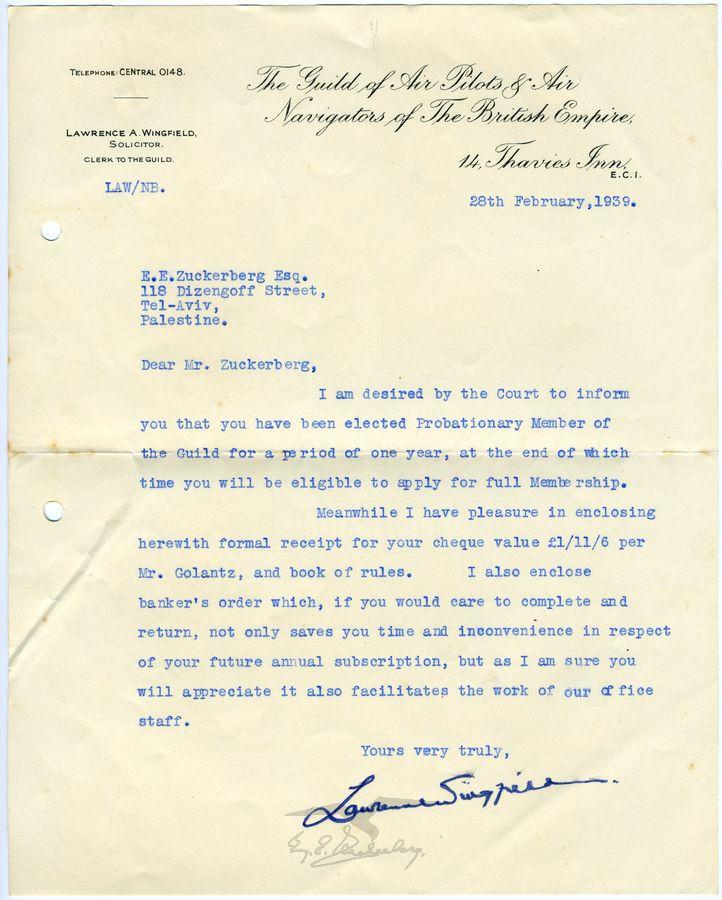 TELEPHONE: CENTRAL 0148.
The Guild of Air Pilots & Air
Navigators of The British Empire.
LAWRENCE A. WINGFIELD,
SOLICITOR.
CLERK TO THE GUILD.
14, Thavies Inn,
E.C.1.
LAW/NB.
28th February,1939.
E.E.Zuckerberg Esq.
118 Dizengoff Street,
Tel-Aviv,
Palestine.
Dear Mr. Zuckerberg,
I am desired by the Court to inform
you that you have been elected Probationary Member of
the Guild for a period of one year, at the end of which
time you will be eligible to apply for full Membership.
Meanwhile I have pleasure in enclosing
herewith formal receipt for your cheque value £1/11/6 per
Mr. Golantz, and book of rules. I also enclose
banker's order which, if you would care to complete and
return, not only saves you time and inconvenience in respect
of your future annual subscription, but as I am sure you
will appreciate it also facilitates the work of our office
staff.
Yours very truly,
Lawrence Wingfield.